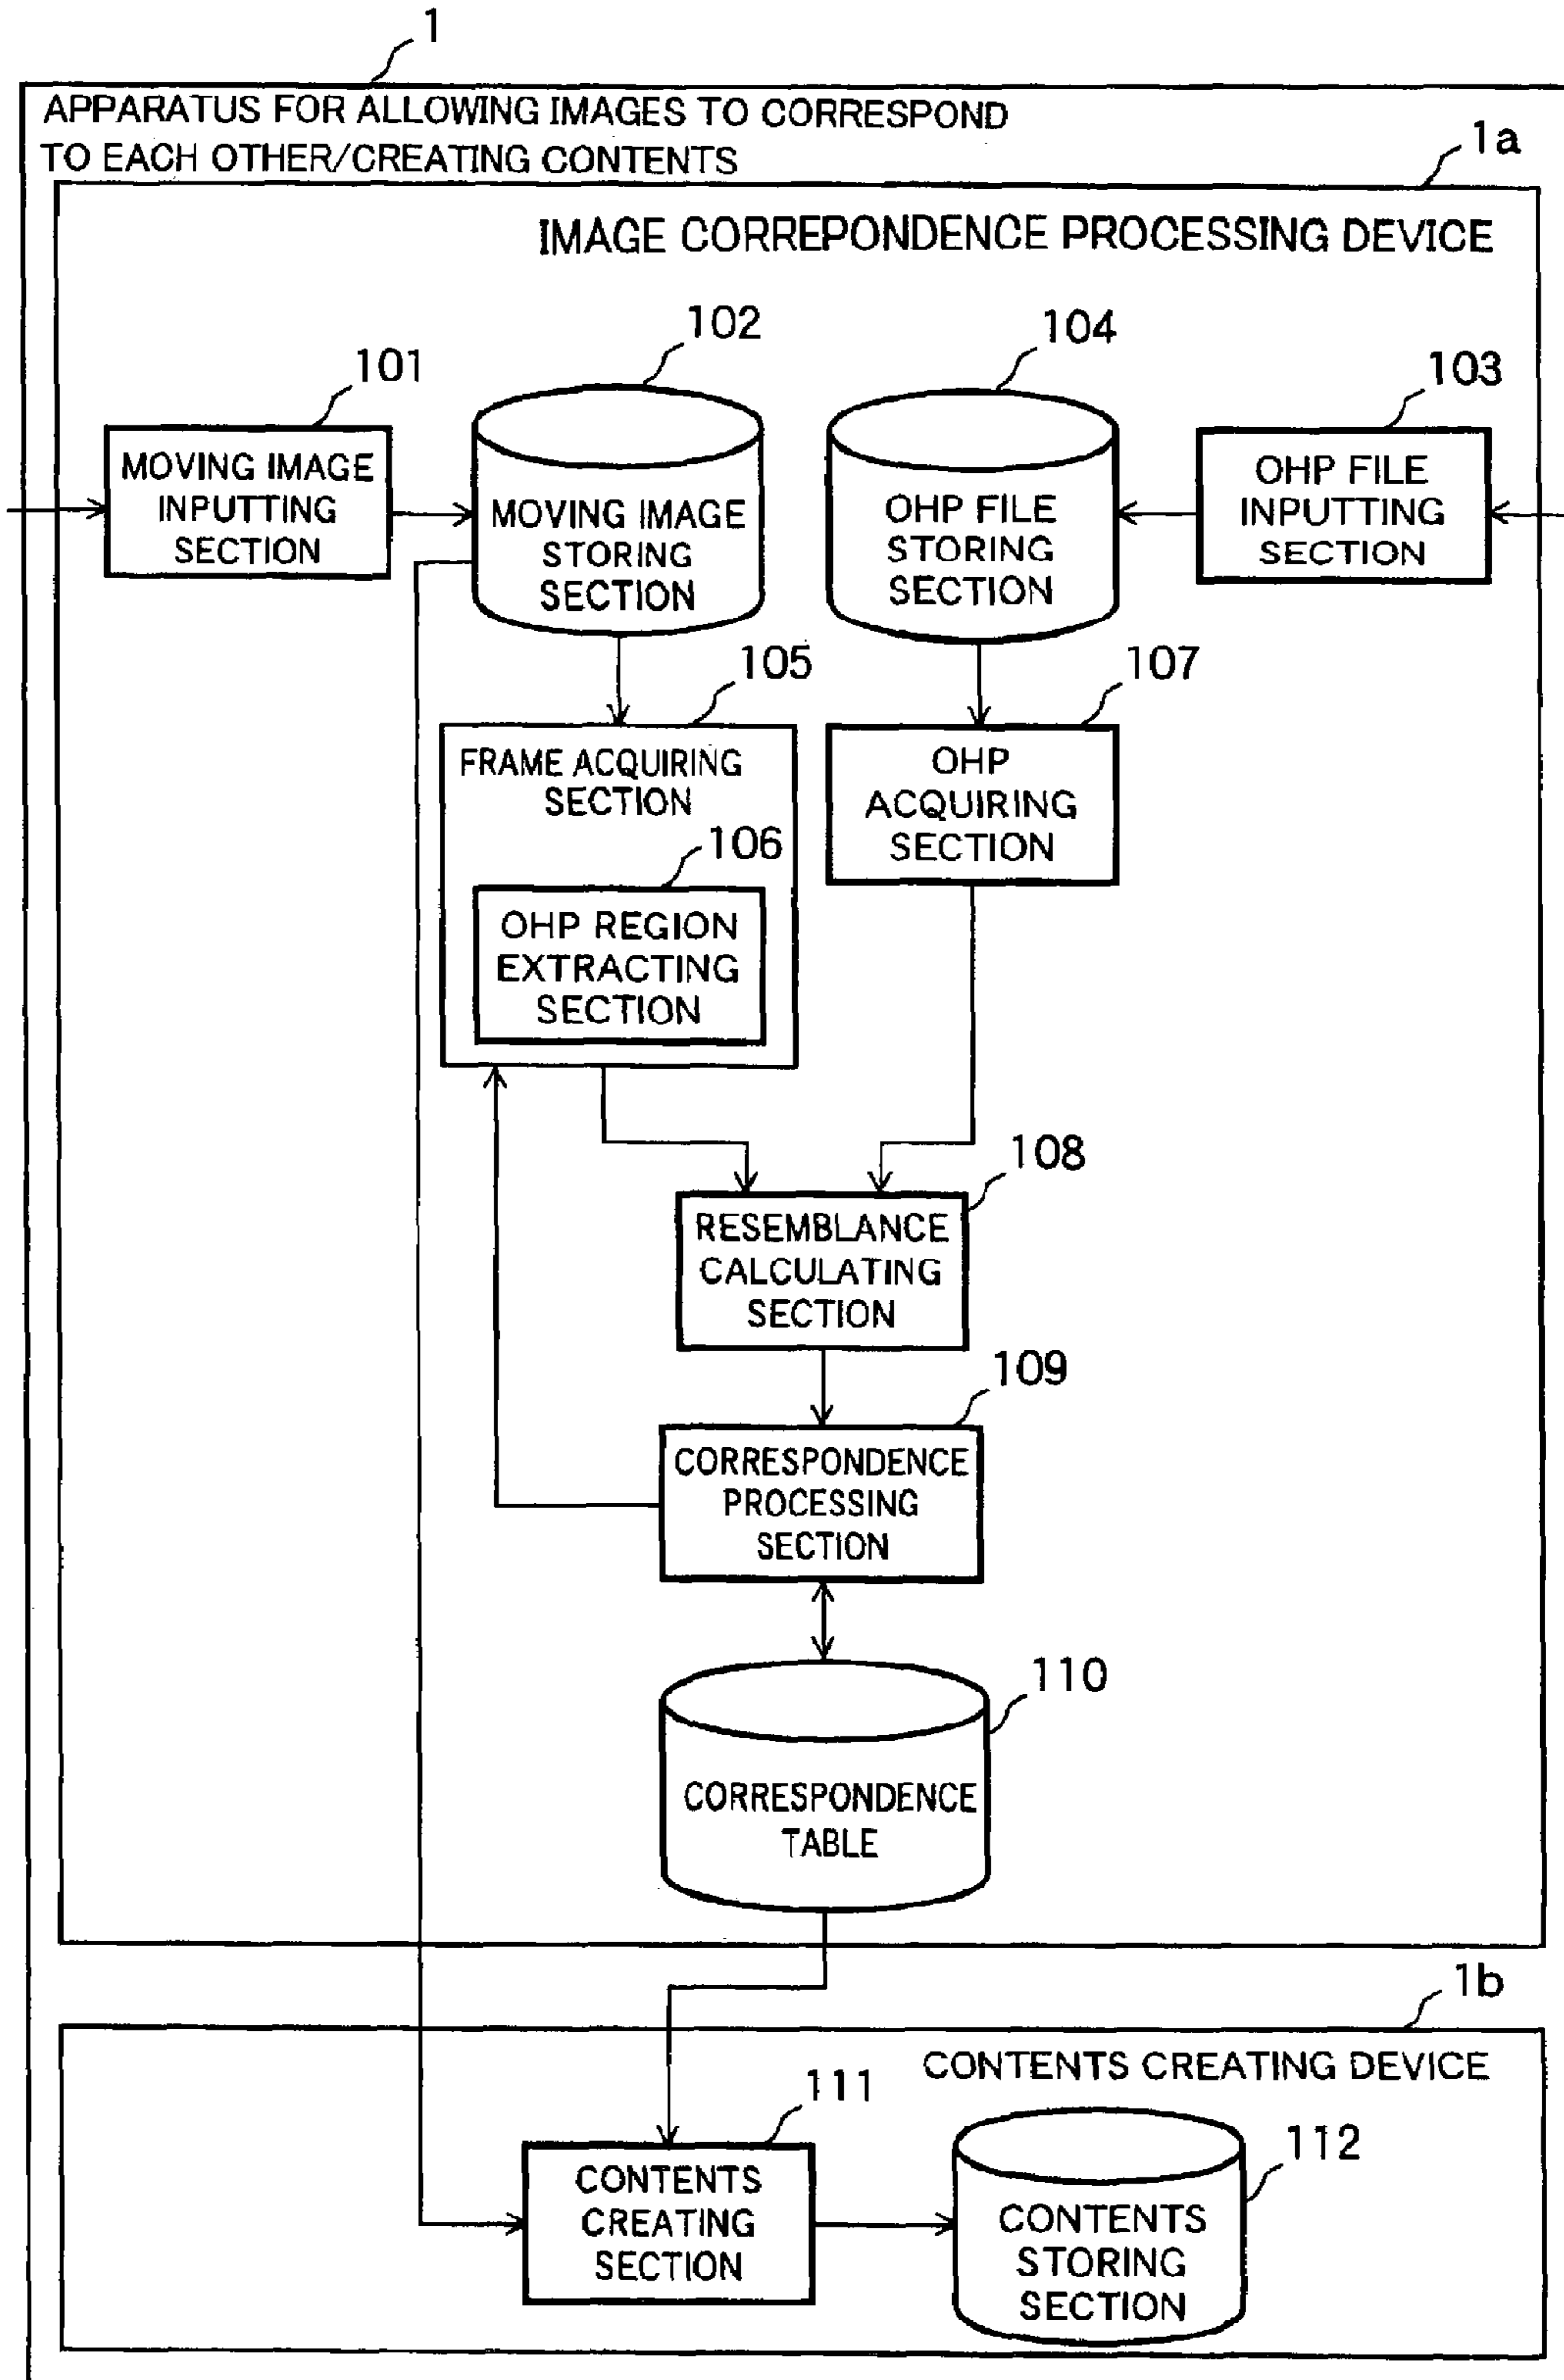 1
APPARATUS FOR ALLOWING IMAGES TO CORRESPOND
TO EACH OTHER/CREATING CONTENTS
1a
IMAGE CORREPONDENCE PROCESSING DEVICE
101
MOVING IMAGE
INPUTTING
SECTION
102
MOVING IMAGE
STORING
SECTION
104
OHP FILE
STORING
SECTION
103
OHP FILE
INPUTTING
SECTION
105
FRAME ACQUIRING
SECTION
106
OHP REGION
EXTRACTING
SECTION
107
OHP
ACQUIRING
SECTION
108
RESEMBLANCE
CALCULATING
SECTION
109
CORRESPONDENCE
PROCESSING
SECTION
110
CORRESPONDENCE
TABLE
1b
CONTENTS CREATING DEVICE
111
CONTENTS
CREATING
SECTION
112
CONTENTS
STORING
SECTION